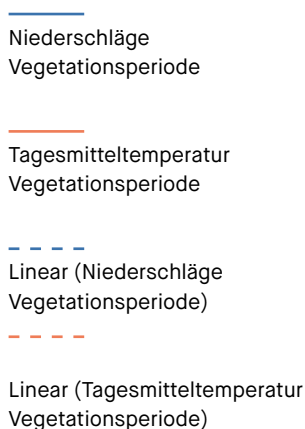 Niederschläge
Vegetationsperiode
Tagesmitteltemperatur
Vegetationsperiode
Linear (Niederschläge
Vegetationsperiode)
Linear (Tagesmitteltemperatur
Vegetationsperiode)